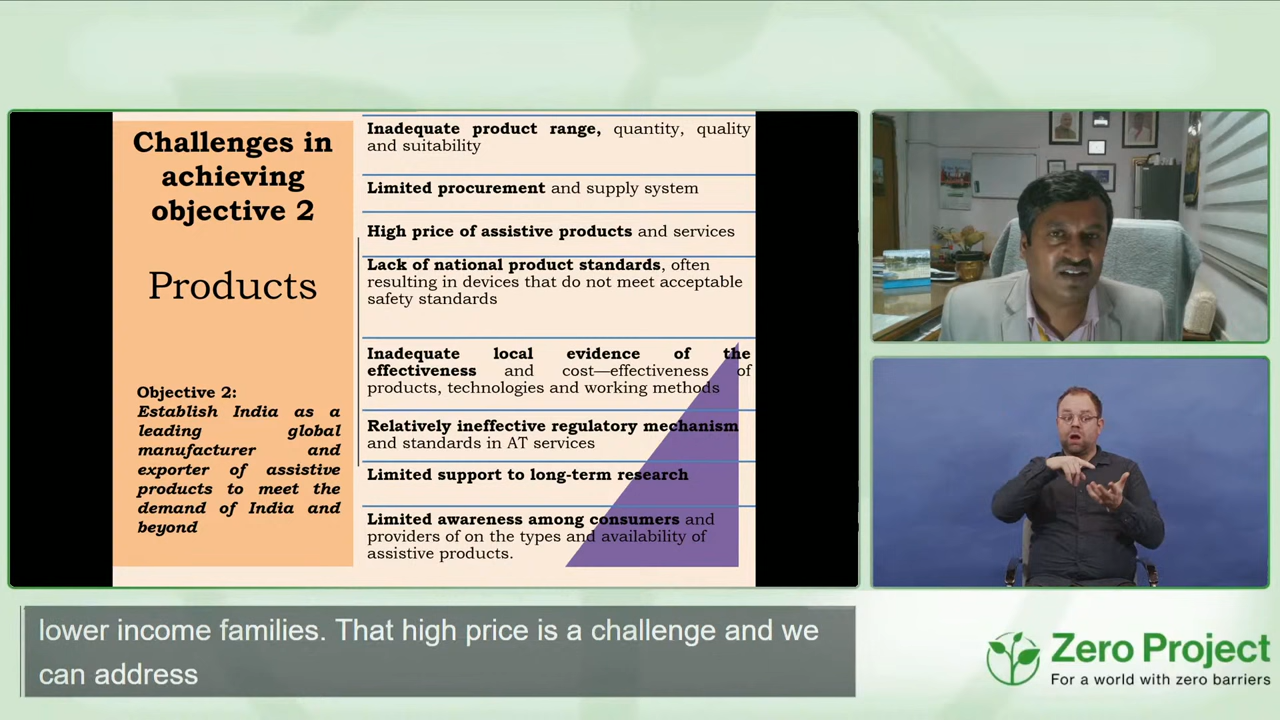 Challenges in
achieving
objective 2
Products
Objective 2:
Establish India as a
leading global
manufacturer and
exporter of assistive
products to meet the
demand of India and
beyond
Inadequate product range, quantity, quality
and suitability
Limited procurement and supply system
High price of assistive products and services
Lack of national product standards, often
resulting in devices that do not meet acceptable
safety standards
Inadequate local evidence of the
effectiveness and cost—effectiveness of
products, technologies and working methods
Relatively ineffective regulatory mechanism
and standards in AT services
Limited support to long-term research
Limited awareness among consumers and
providers of on the types and availability of
assistive products.
lower income families. That high price is a challenge and we
can address
Zero Project
For a world with zero barriers